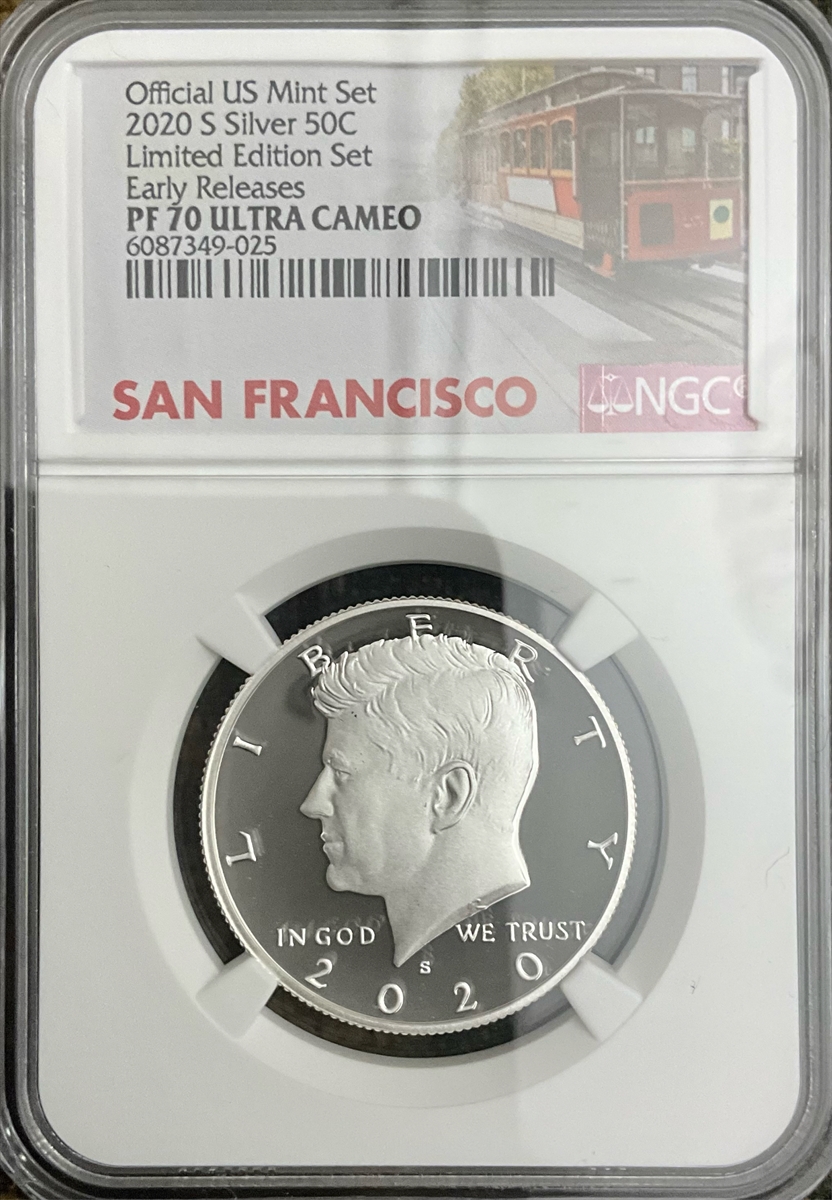 Official US Mint Set
2020 S Silver 50C
Limited Edition Set
Early Releases
PF 70 ULTRA CAMEO
6087349-025
SAN FRANCISCO
NGC®
LIBERTY
IN GOD WE TRUST
S
2020